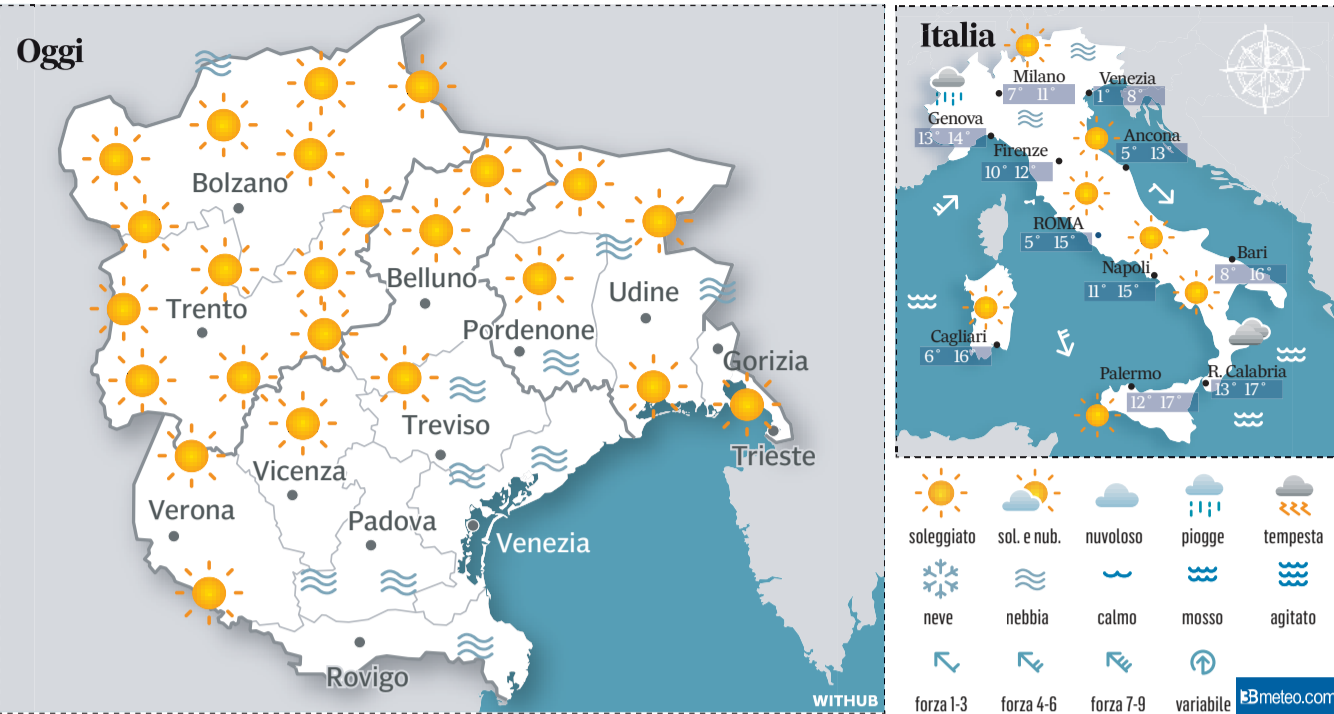 Oggi
Bolzano
Trento
Belluno
Udine
Pordenone
Gorizia
Treviso
Trieste
Vicenza
Verona
Padova
Venezia
Rovigo
WITHUB
Italia
Milano
7° 11°
Venezia
1° 8°
Genova
13° 14°
Ancona
5° 13°
Firenze
10° 12°
ROMA
5° 15°
Bari
8° 16°
Napoli
11° 15°
Cagliari
6° 16°
Palermo
12° 17°
R. Calabria
13° 17°
soleggiato sol. e nub. nuvoloso piogge tempesta
neve nebbia calmo mosso agitato
forza 1-3 forza 4-6 forza 7-9 variabile
3Bmeteo.com